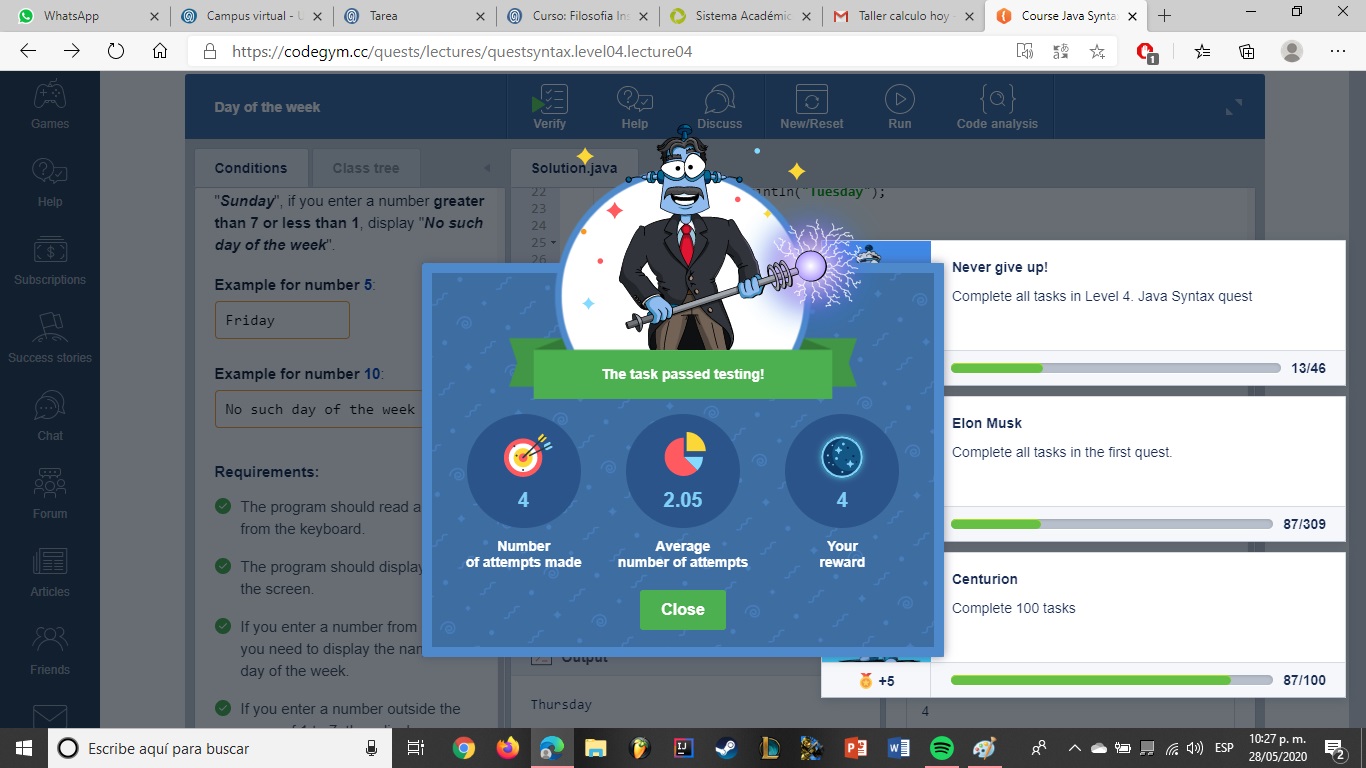 WhatsApp
Campus virtual - U
Tarea
Curso: Filosofia Ins
Sistema Académic
Taller calculo hoy -
Course Java Synta
https://codegym.cc/quests/lectures/questsyntax.level04.lecture04
1
Games
Help
Subscriptions
Success stories
Chat
Forum
Articles
Friends
Day of the week
Verify
Help
Discuss
New/Reset
Run
Code analysis
Conditions
Class tree
Solution.java
"Sunday", if you enter a number greater
than 7 or less than 1, display "No such
day of the week".
Example for number 5:
Friday
Example for number 10:
No such day of the week
Requirements:
The program should read a
from the keyboard.
The program should display
the screen.
If you enter a number from
you need to display the
day of the week.
If you enter a number outside the
22
println("Tuesday");
23
24
25
26
The task passed testing!
4
Number
of attempts made
2.05
Average
number of attempts
4
Your
reward
Close
Never give up!
Complete all tasks in Level 4. Java Syntax quest
13/46
Elon Musk
Complete all tasks in the first quest.
87/309
Centurion
Complete 100 tasks
+5
87/100
Output
Thursday
4
Escribe aquí para buscar
ESP
10:27 p. m.
28/05/2020
2